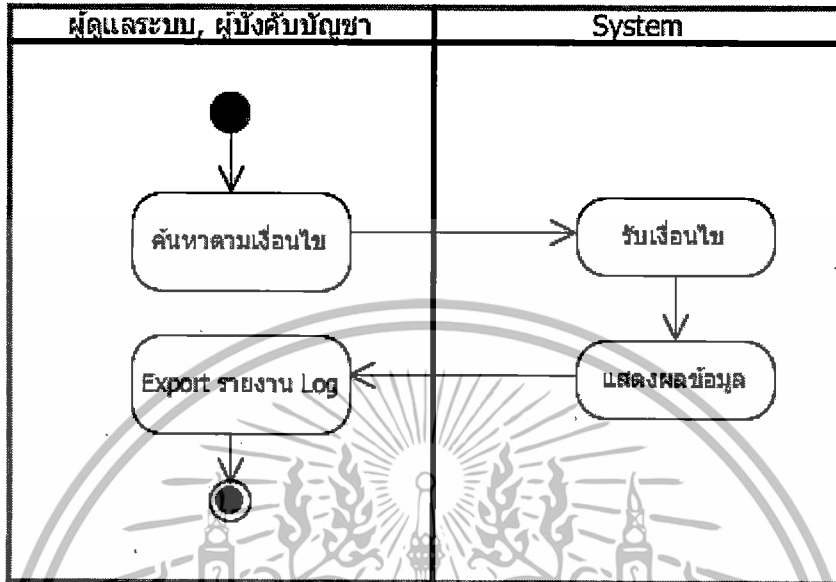 ผู้ดูแลระบบ, ผู้บังคับบัญชา
System
ค้นหาตามเงื่อนไข
รับเงื่อนไข
Export รายงาน Log
แสดงผลข้อมูล